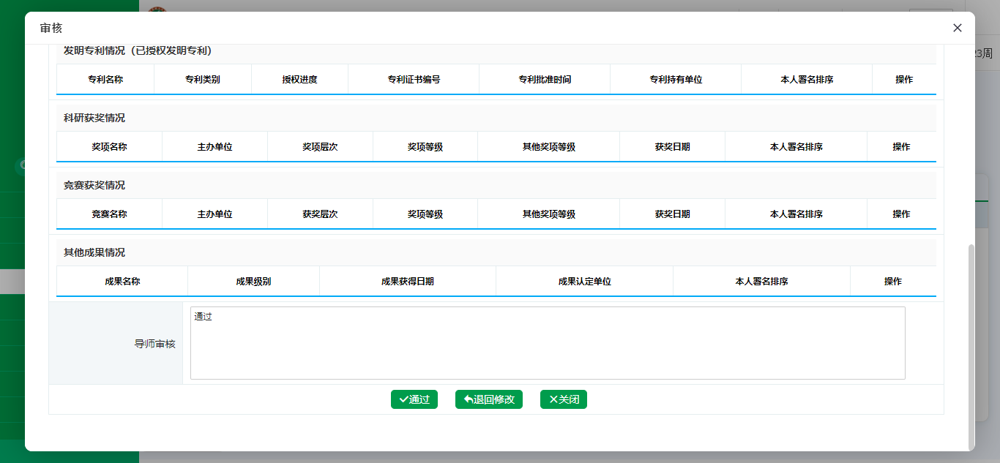 审核
23周
发明专利情况（已授权发明专利）
专利名称 专利类别 授权进度 专利证书编号 专利批准时间 专利持有单位 本人署名排序 操作
科研获奖情况
奖项名称 主办单位 奖项层次 奖项等级 其他奖项等级 获奖日期 本人署名排序 操作
竞赛获奖情况
竞赛名称 主办单位 获奖层次 奖项等级 其他奖项等级 获奖日期 本人署名排序 操作
其他成果情况
成果名称 成果级别 成果获得日期 成果认定单位 本人署名排序 操作
导师审核 通过
通过 退回修改 关闭